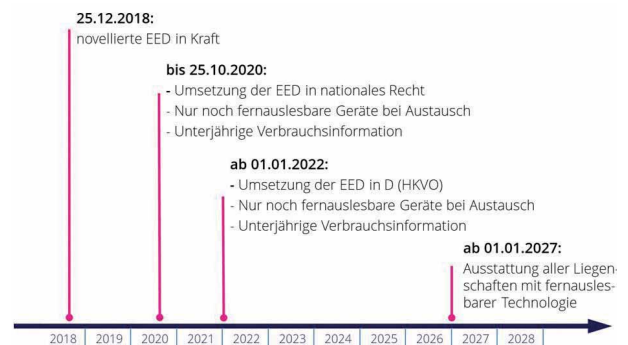 25.12.2018:
novellierte EED in Kraft
bis 25.10.2020:
- Umsetzung der EED in nationales Recht
- Nur noch fernauslesbare Geräte bei Austausch
- Unterjährige Verbrauchsinformation
ab 01.01.2022:
- Umsetzung der EED in D (HKVO)
- Nur noch fernauslesbare Geräte bei Austausch
- Unterjährige Verbrauchsinformation
ab 01.01.2027:
Ausstattung aller Liegen-
schaften mit fernausles-
barer Technologie
2018 2019 2020 2021 2022 2023 2024 2025 2026 2027 2028